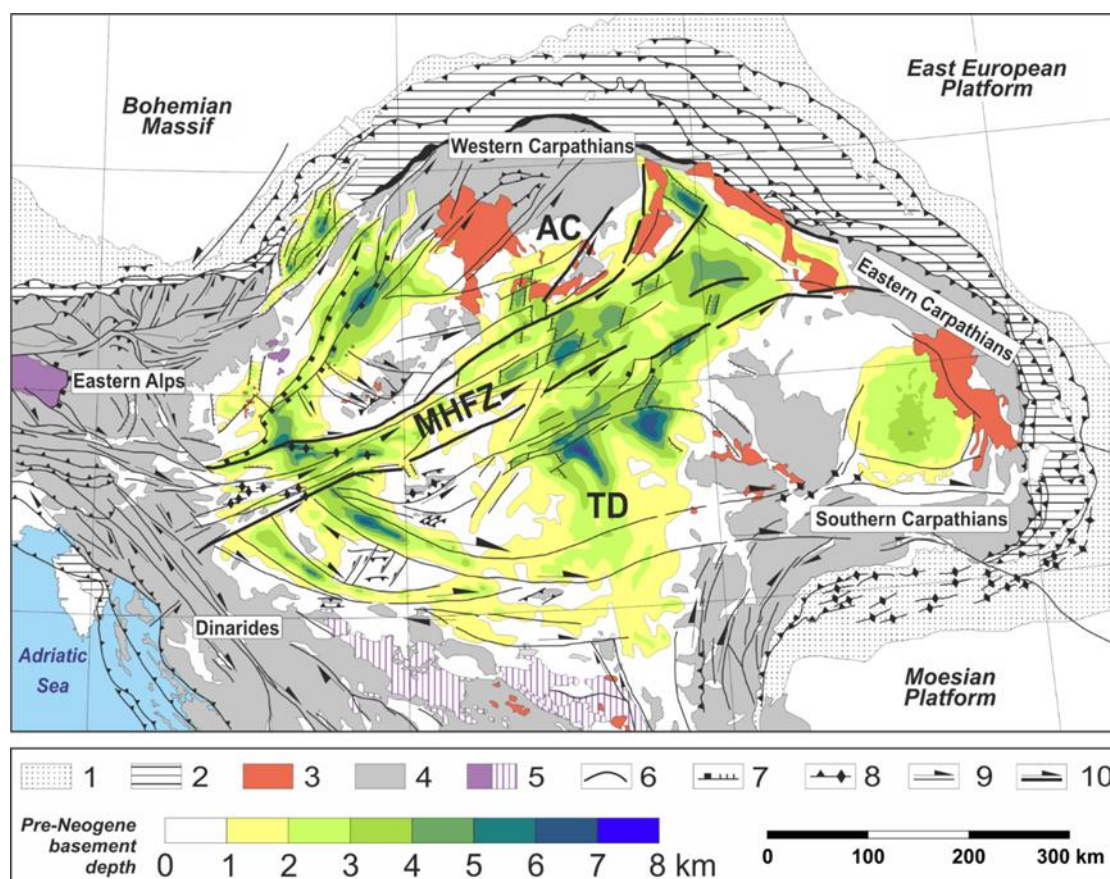 Bohemian
Massif
East European
Platform
Western Carpathians
AC
Eastern Carpathians
Eastern Alps
MHFZ
TD
Southern Carpathians
Dinarides
Adriatic
Sea
Moesian
Platform
1 2 3 4 5 6 7 8 9 10
Pre-Neogene
basement
depth
0 1 2 3 4 5 6 7 8 km
0 100 200 300 km